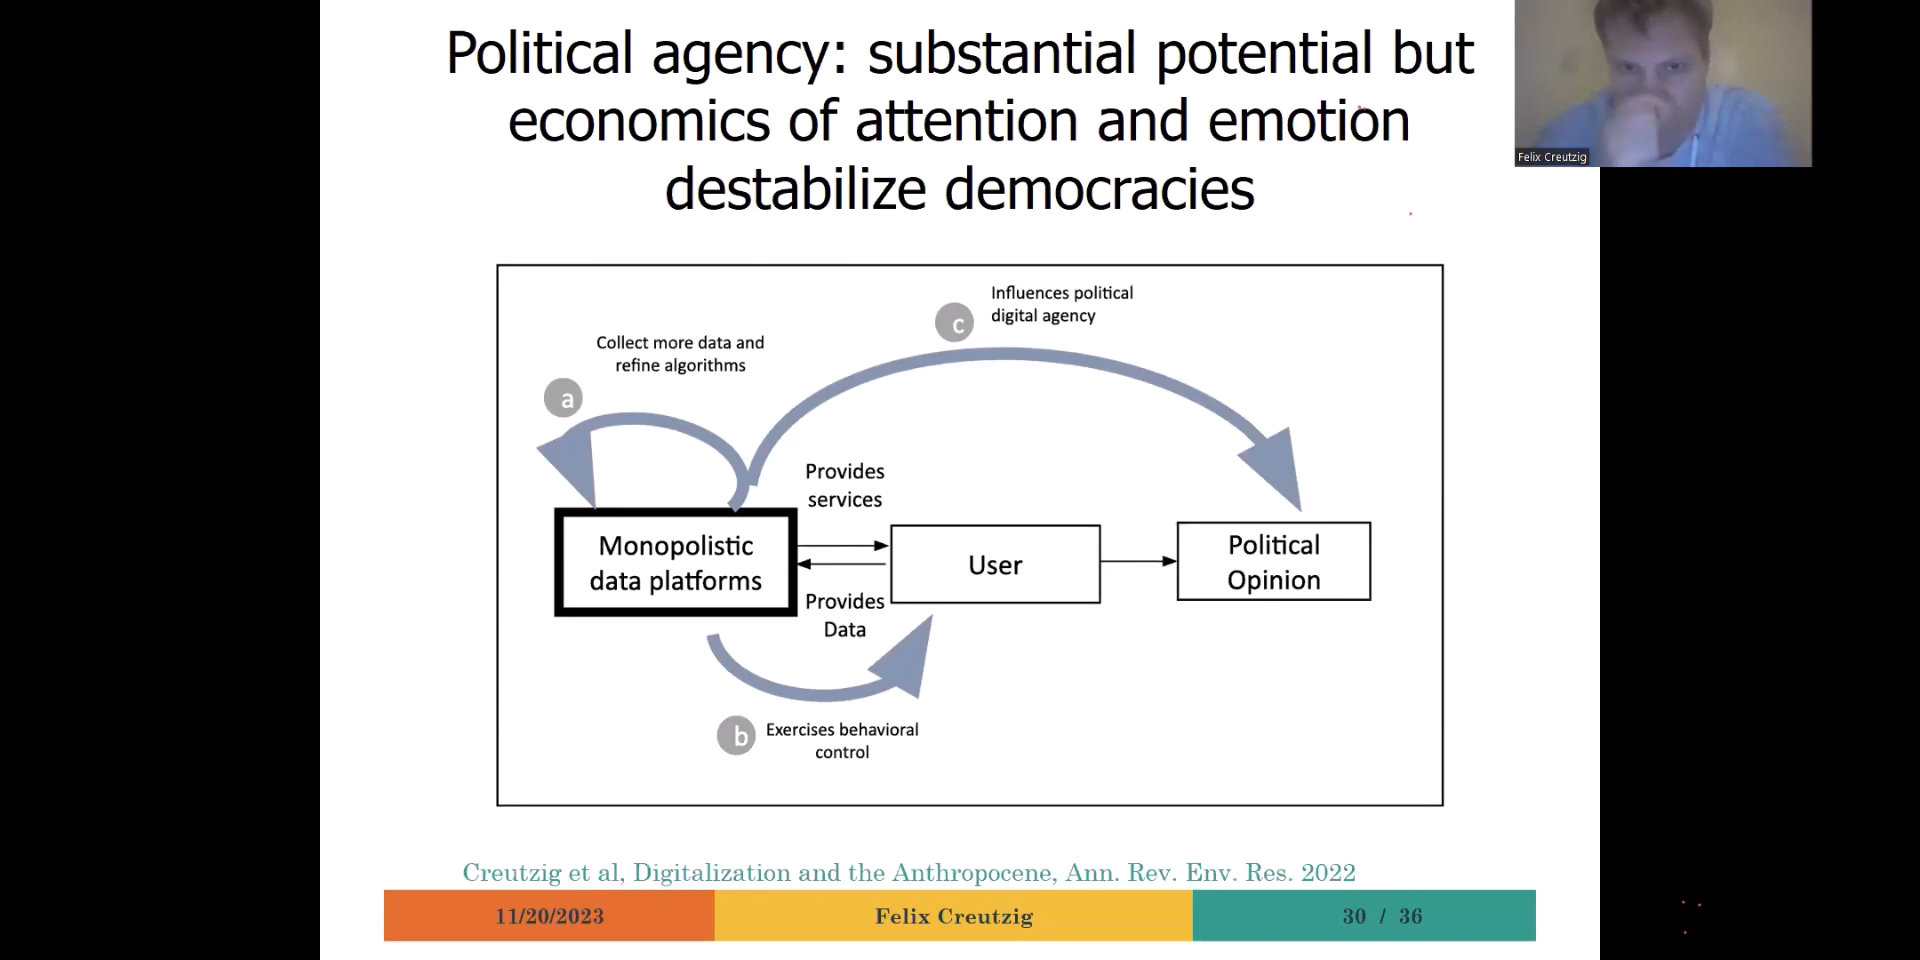 Political agency: substantial potential but
economics of attention and emotion
destabilize democracies
Felix Creutzig
c
Influences political
digital agency
Collect more data and
refine algorithms
a
Provides
services
Monopolistic
data platforms
User
Political
Opinion
Provides
Data
b
Exercises behavioral
control
Creutzig et al, Digitalization and the Anthropocene, Ann. Rev. Env. Res. 2022
11/20/2023
Felix Creutzig
30 / 36